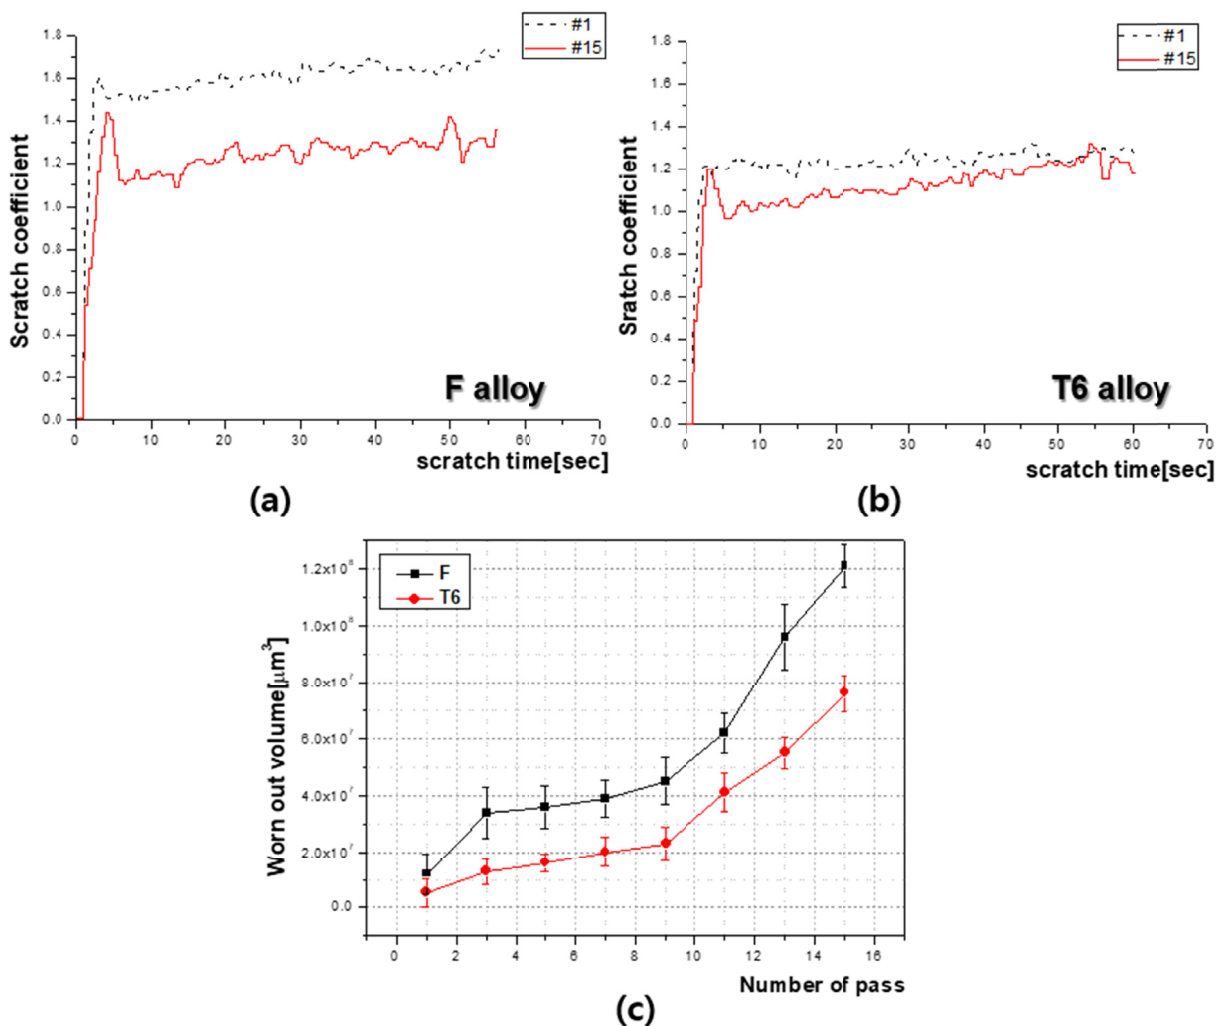 #1
#15
1.8
1.6
1.4
1.2
1.0
0.8
0.6
0.4
0.2
0.0
Scratch coefficient
F alloy
0 10 20 30 40 50 60 70
scratch time[sec]
(a)
#1
#15
1.8
1.6
1.4
1.2
1.0
0.8
0.6
0.4
0.2
0.0
Sratch coefficient
T6 alloy
0 10 20 30 40 50 60 70
scratch time[sec]
(b)
F
T6
1.2x10⁸
1.0x10⁸
8.0x10⁷
6.0x10⁷
4.0x10⁷
2.0x10⁷
0.0
Worn out volume[μm³]
0 2 4 6 8 10 12 14 16
Number of pass
(c)